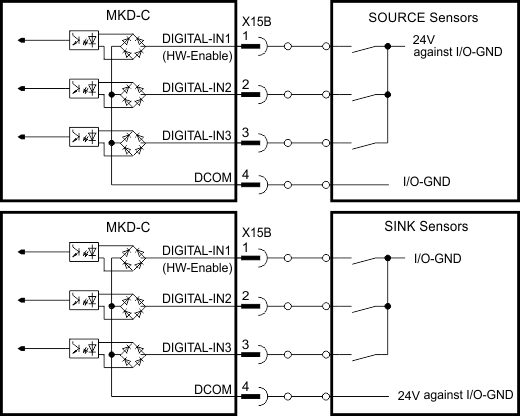 MKD-C
X15B
SOURCE Sensors
DIGITAL-IN1
1
24V
(HW-Enable)
against I/O-GND
DIGITAL-IN2
2
DIGITAL-IN3
3
DCOM
4
I/O-GND
MKD-C
X15B
SINK Sensors
DIGITAL-IN1
1
I/O-GND
(HW-Enable)
DIGITAL-IN2
2
DIGITAL-IN3
3
DCOM
4
24V against I/O-GND